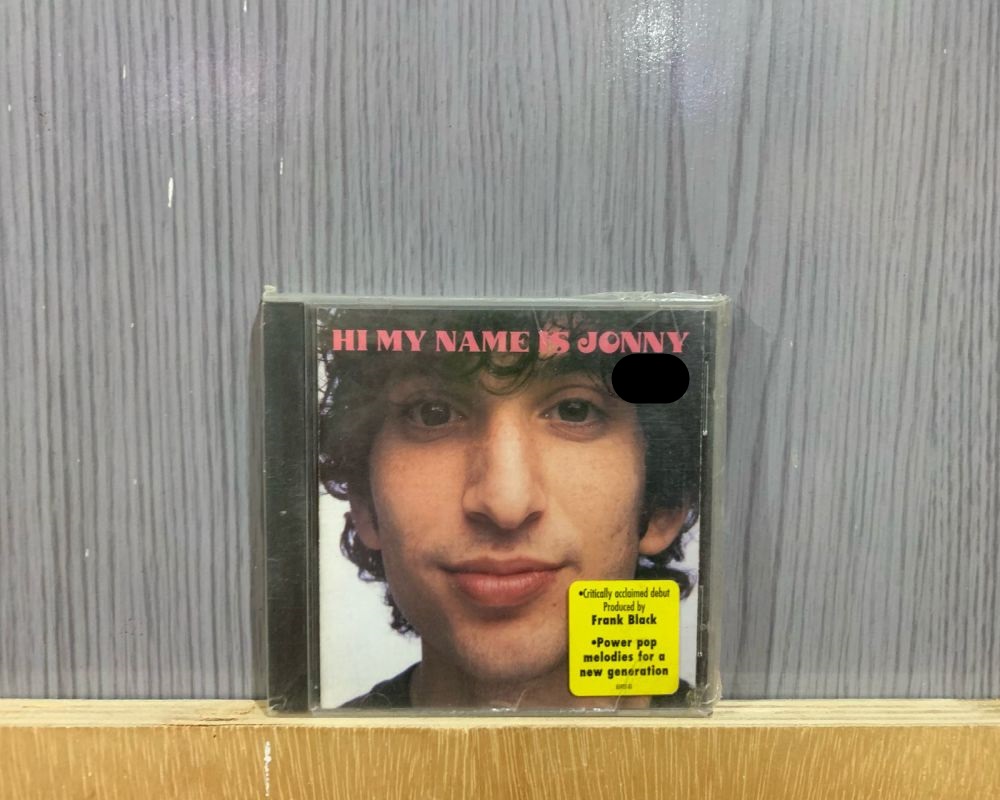 HI MY NAME IS JONNY
•Critically acclaimed debut
Produced by
Frank Black
•Power pop
melodies for a
new generation